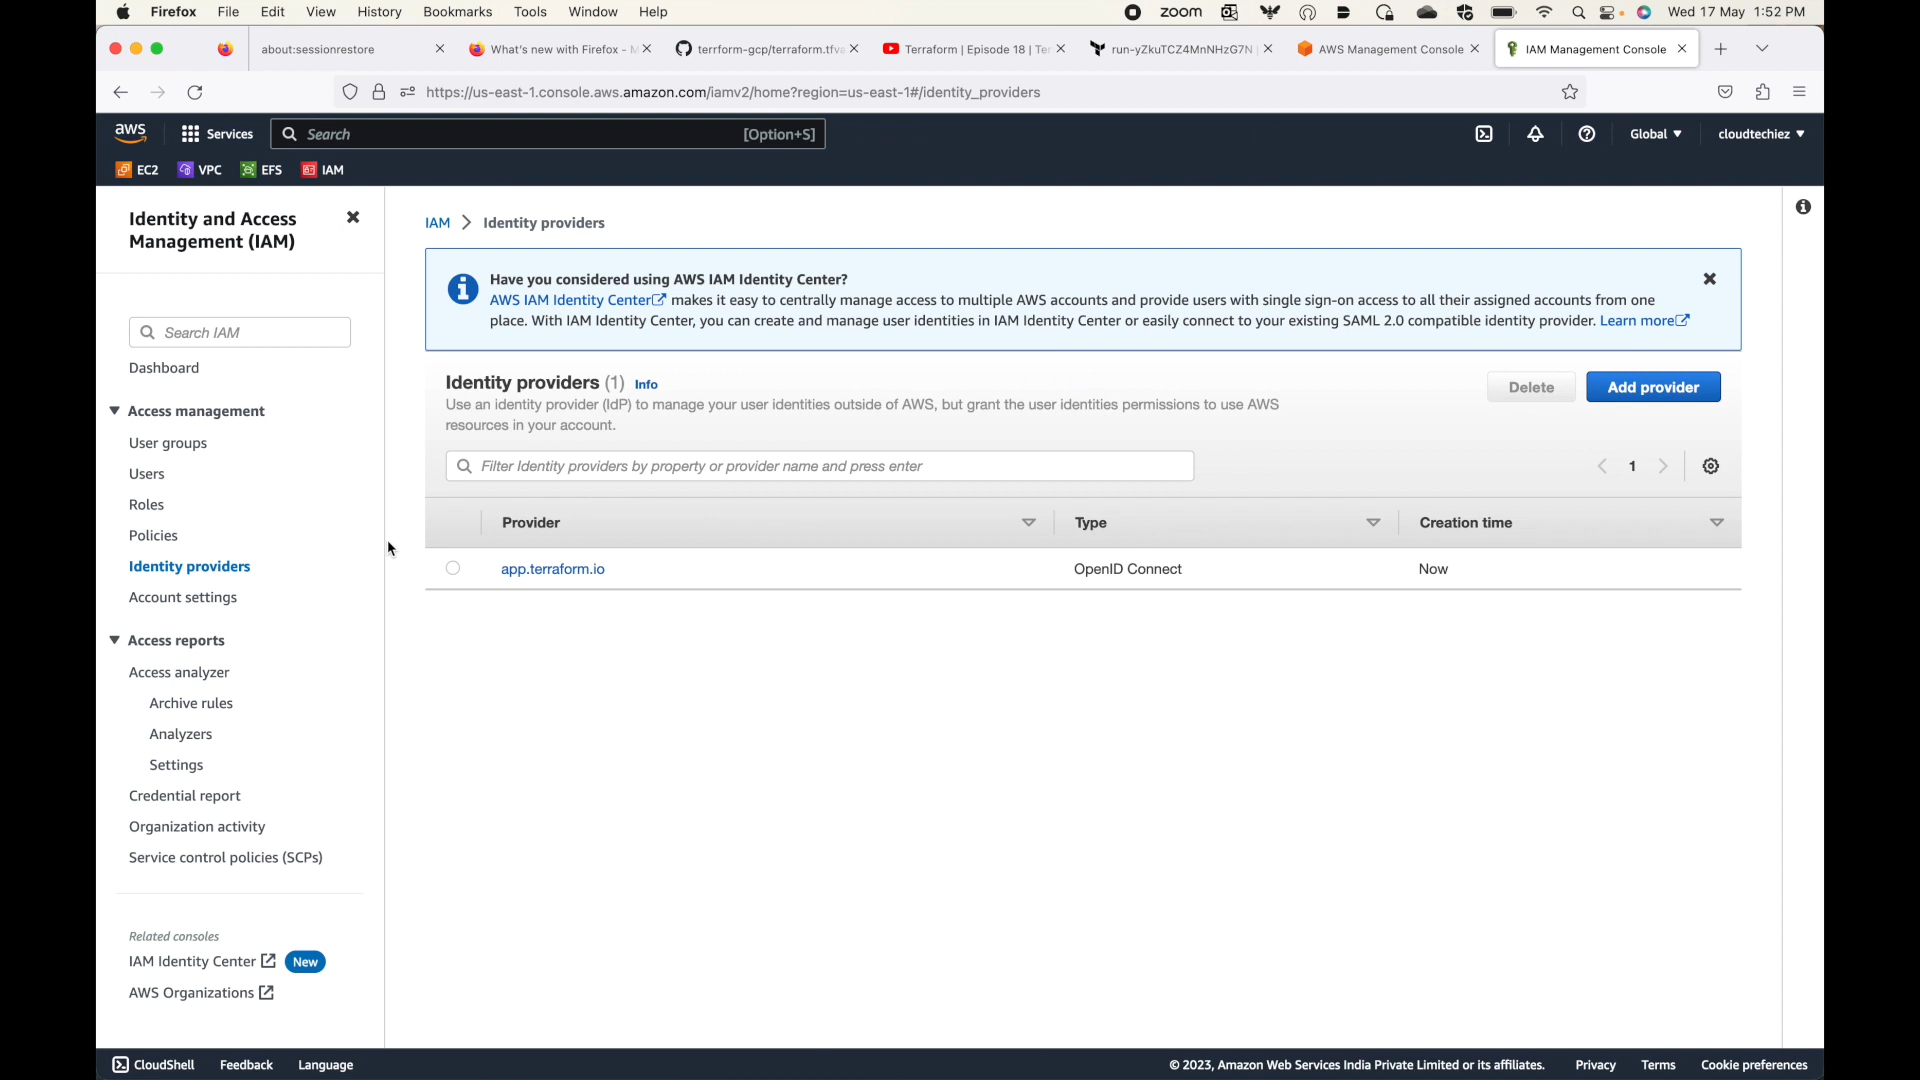 Firefox File Edit View History Bookmarks Tools Window Help
zoom Wed 17 May 1:52 PM
about:sessionrestore
What's new with Firefox - M
terrform-gcp/terraform.tfva
Terraform | Episode 18 | Ter
run-yZkuTCZ4MnNHzG7N
AWS Management Console
IAM Management Console
https://us-east-1.console.aws.amazon.com/iamv2/home?region=us-east-1#/identity_providers
aws Services Search [Option+S] Global cloudtechiez
EC2 VPC EFS IAM
Identity and Access
Management (IAM)
Search IAM
Dashboard
Access management
User groups
Users
Roles
Policies
Identity providers
Account settings
Access reports
Access analyzer
Archive rules
Analyzers
Settings
Credential report
Organization activity
Service control policies (SCPs)
Related consoles
IAM Identity Center New
AWS Organizations
IAM > Identity providers
Have you considered using AWS IAM Identity Center?
AWS IAM Identity Center makes it easy to centrally manage access to multiple AWS accounts and provide users with single sign-on access to all their assigned accounts from one
place. With IAM Identity Center, you can create and manage user identities in IAM Identity Center or easily connect to your existing SAML 2.0 compatible identity provider. Learn more
Identity providers (1) Info
Delete Add provider
Use an identity provider (IdP) to manage your user identities outside of AWS, but grant the user identities permissions to use AWS
resources in your account.
Filter Identity providers by property or provider name and press enter
1
Provider Type Creation time
app.terraform.io OpenID Connect Now
CloudShell Feedback Language
© 2023, Amazon Web Services India Private Limited or its affiliates. Privacy Terms Cookie preferences